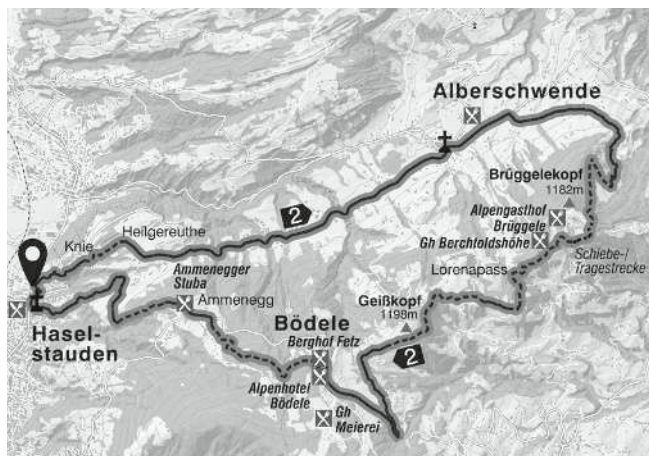 Alberschwende
Brüggelekopf
1182m
Alpengasthof
Brüggele
Gh Berchtoldshöhe
Schiebe-/
Tragestrecke
2
Heilgereuthe
Knie
Lorenapass
Ammenegger
Stuba
Ammenegg
Geißkopf
1198m
Hasel-
stauden
Bödele
Berghof Fetz
2
Alpenhotel
Bödele
Gh
Meierei